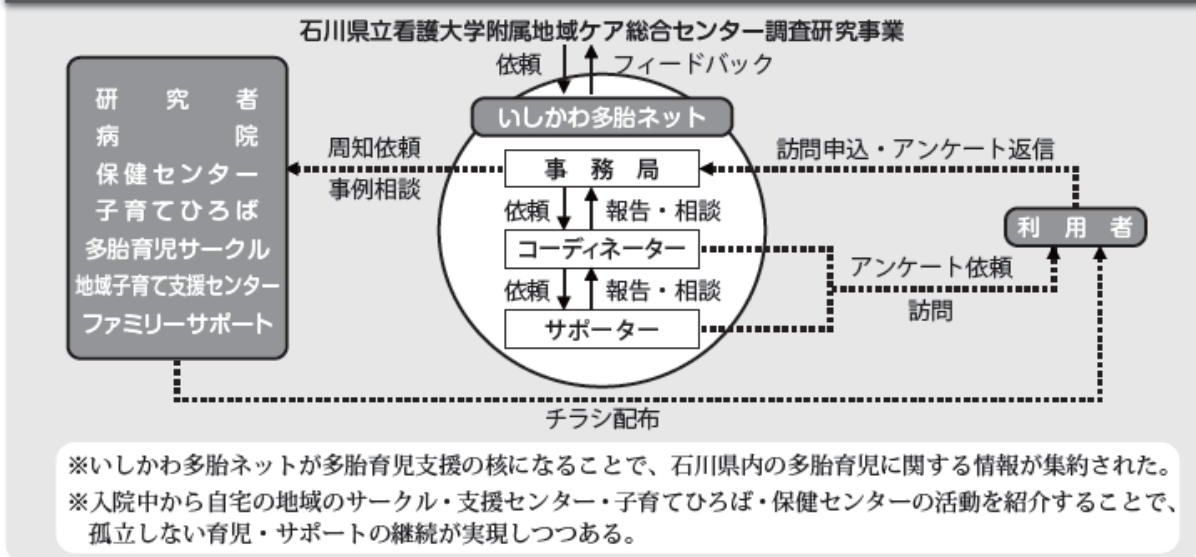 石川県立看護大学附属地域ケア総合センター調査研究事業
依頼
フィードバック
研究者
病院
保健センター
子育てひろば
多胎育児サークル
地域子育て支援センター
ファミリーサポート
周知依頼
事例相談
いしかわ多胎ネット
事務局
依頼
報告・相談
コーディネーター
依頼
報告・相談
サポーター
訪問申込・アンケート返信
利用者
アンケート依頼
訪問
チラシ配布
※いしかわ多胎ネットが多胎育児支援の核になることで、石川県内の多胎育児に関する情報が集約された。
※入院中から自宅の地域のサークル・支援センター・子育てひろば・保健センターの活動を紹介することで、
孤立しない育児・サポートの継続が実現しつつある。